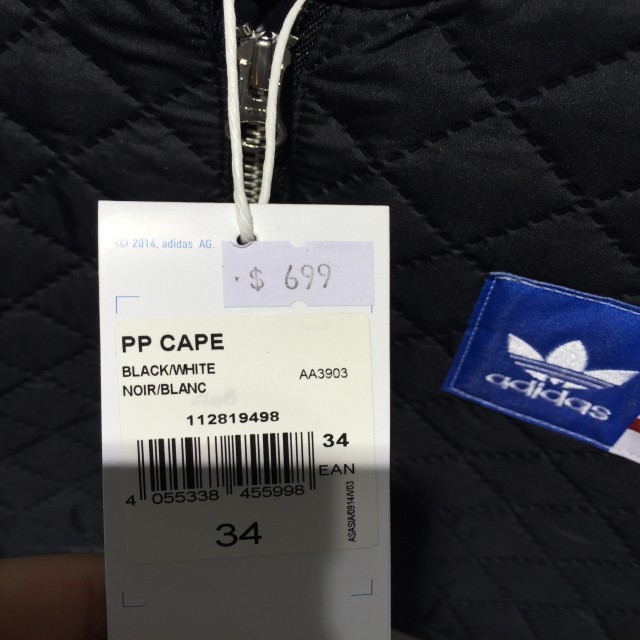 © 2014, adidas AG.
$ 699
PP CAPE
BLACK/WHITE
AA3903
NOIR/BLANC
112819498
34
EAN
4 055338 455998
34
adidas